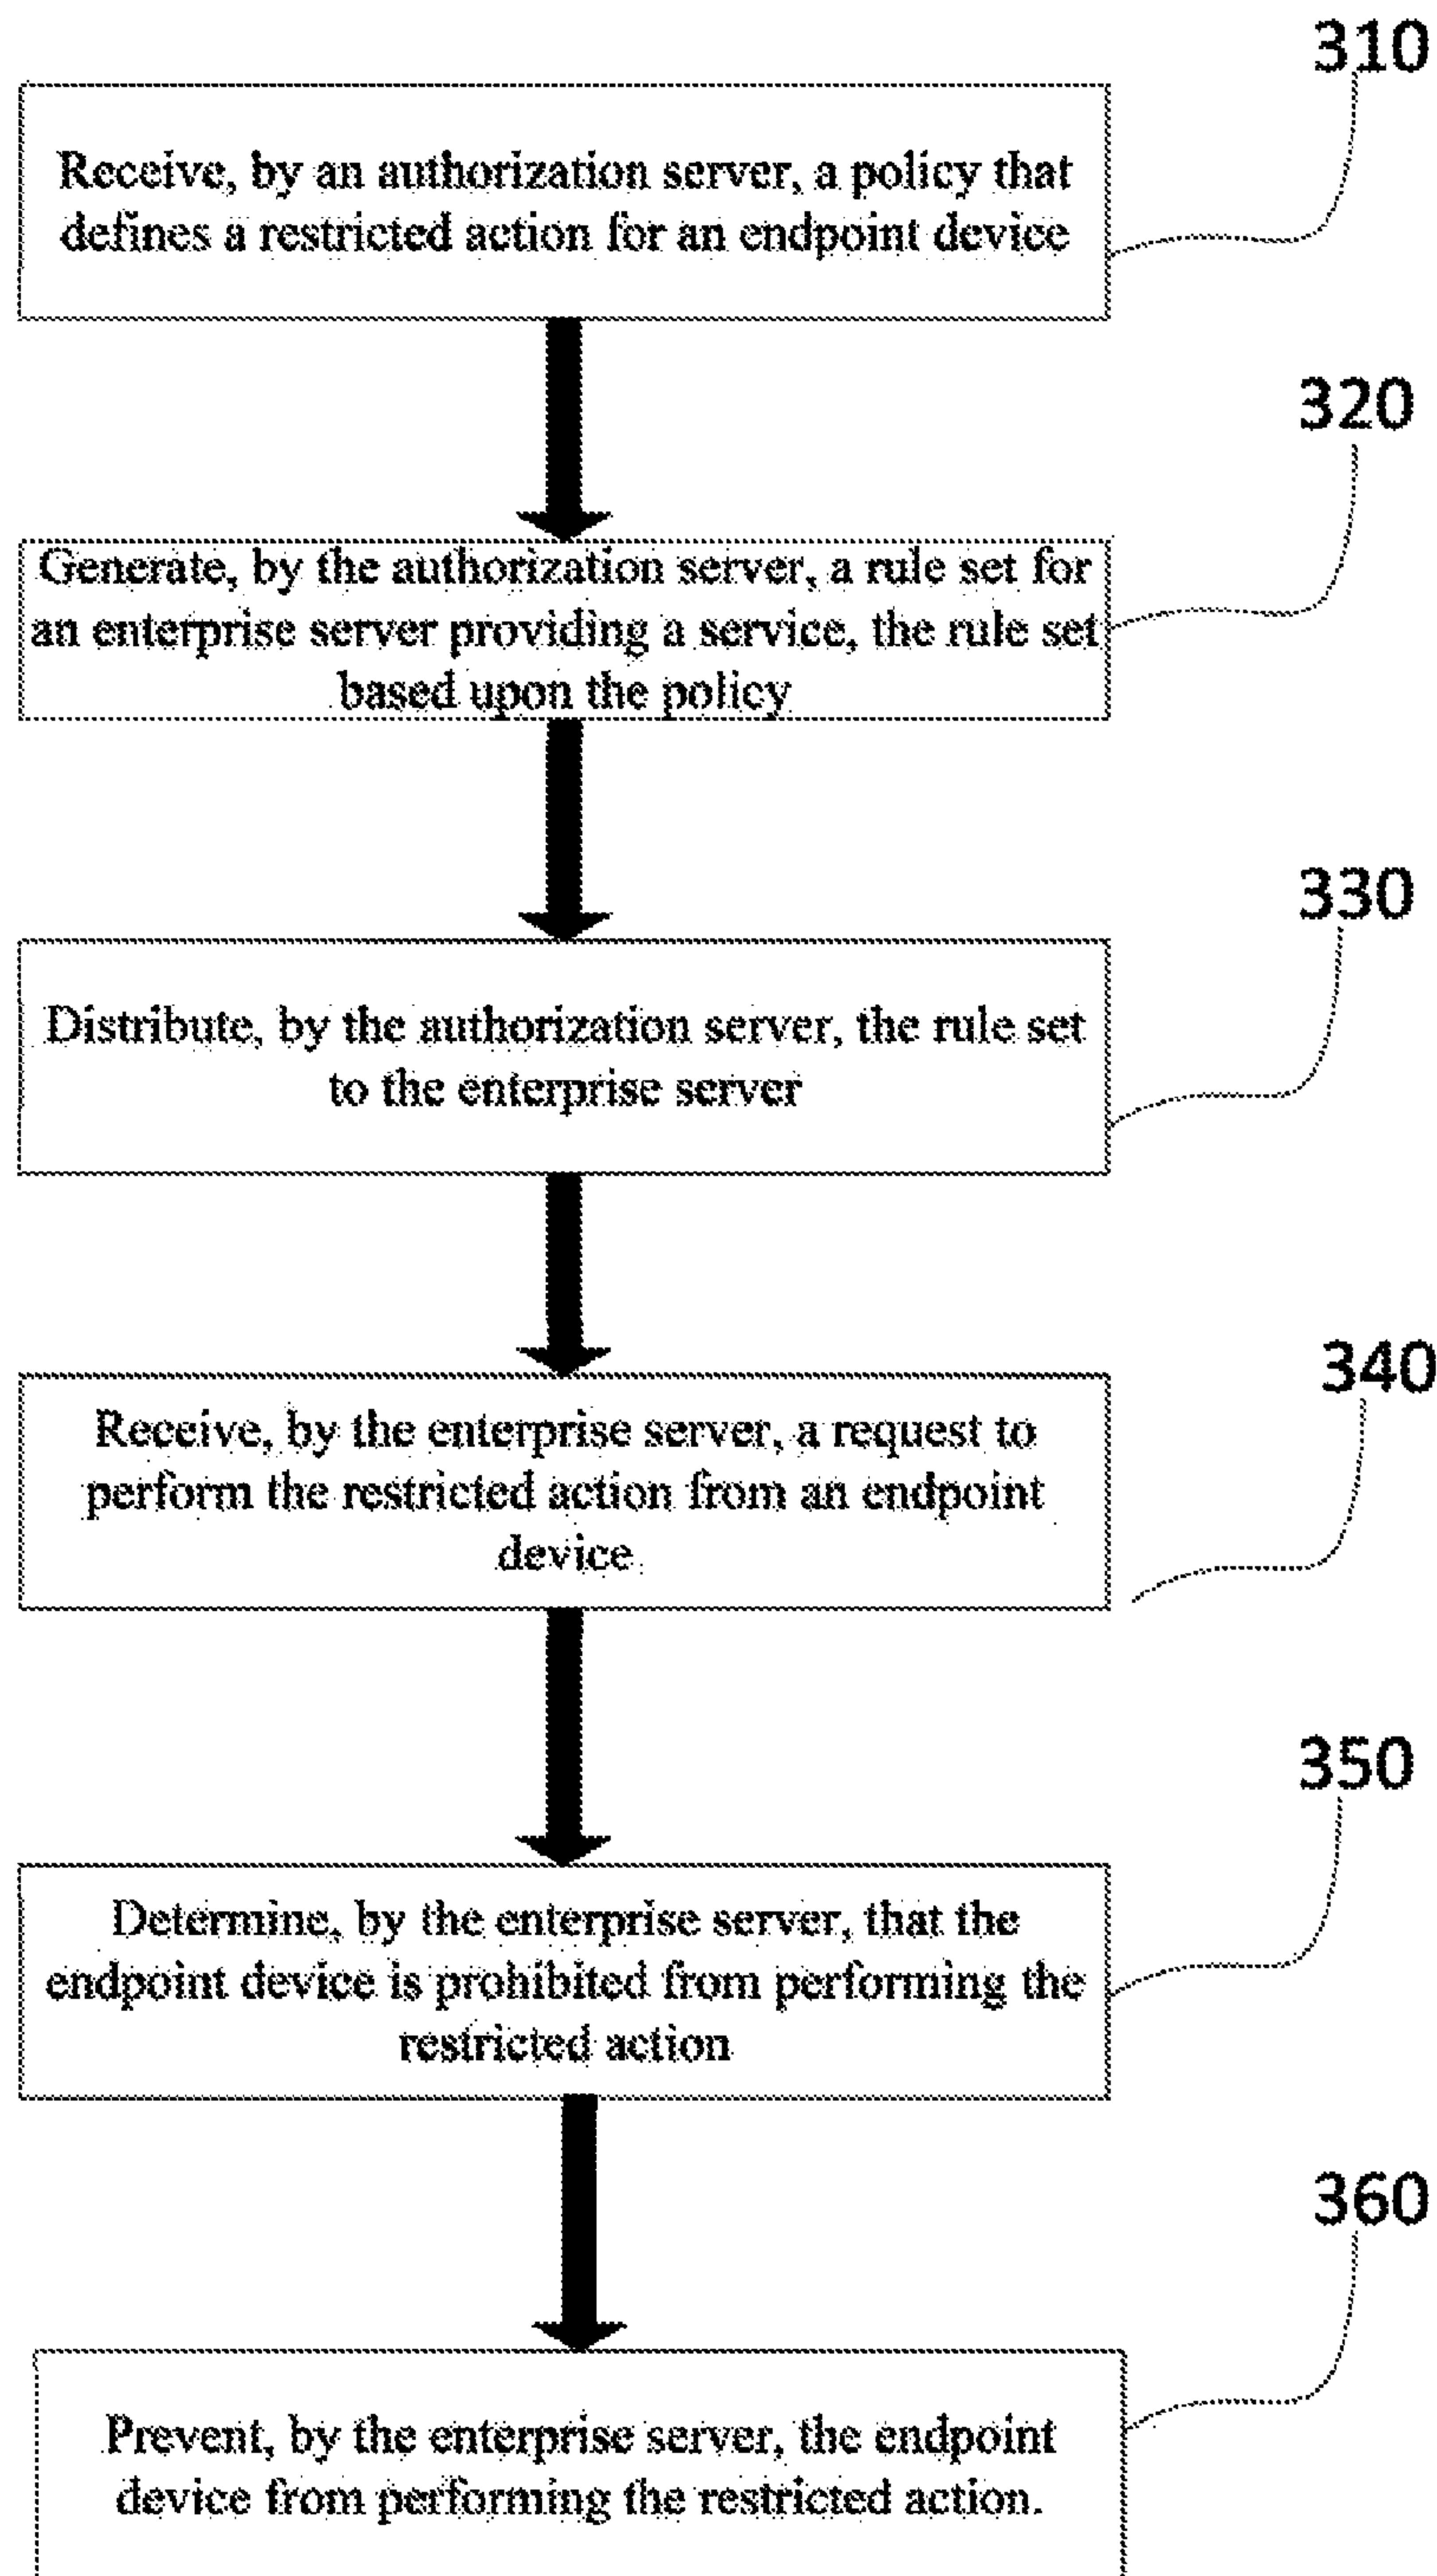 310
Receive, by an authorization server, a policy that
defines a restricted action for an endpoint device
320
Generate, by the authorization server, a rule set for
an enterprise server providing a service, the rule set
based upon the policy
330
Distribute, by the authorization server, the rule set
to the enterprise server
340
Receive, by the enterprise server, a request to
perform the restricted action from an endpoint
device
350
Determine, by the enterprise server, that the
endpoint device is prohibited from performing the
restricted action
360
Prevent, by the enterprise server, the endpoint
device from performing the restricted action.